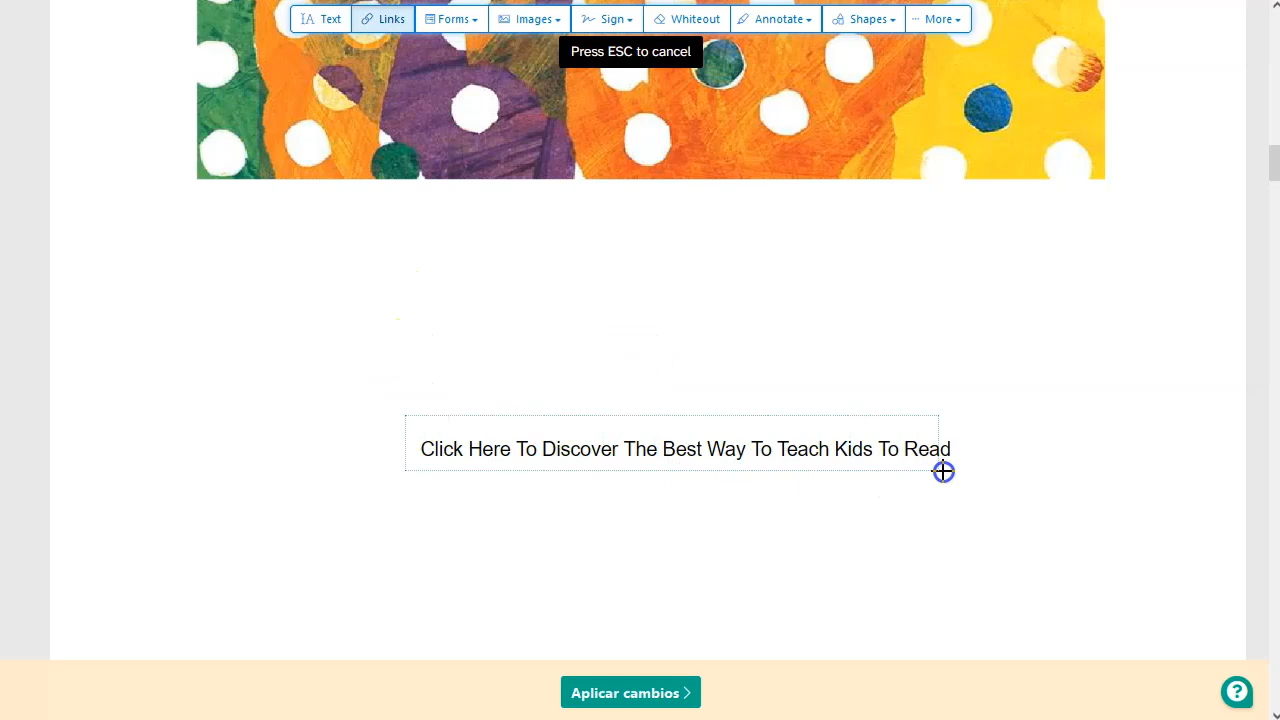 Text Links Forms Images Sign Whiteout Annotate Shapes More
Press ESC to cancel
Click Here To Discover The Best Way To Teach Kids To Read
Aplicar cambios